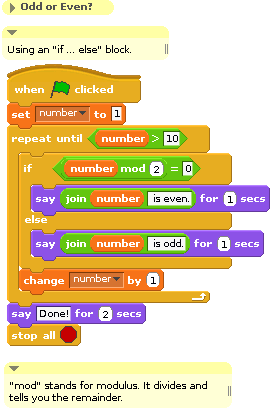 Odd or Even?
Using an "if ... else" block.
when clicked
set number to 1
repeat until number > 10
if number mod 2 = 0
say join number is even. for 1 secs
else
say join number is odd. for 1 secs
change number by 1
say Done! for 2 secs
stop all
"mod" stands for modulus. It divides and
tells you the remainder.